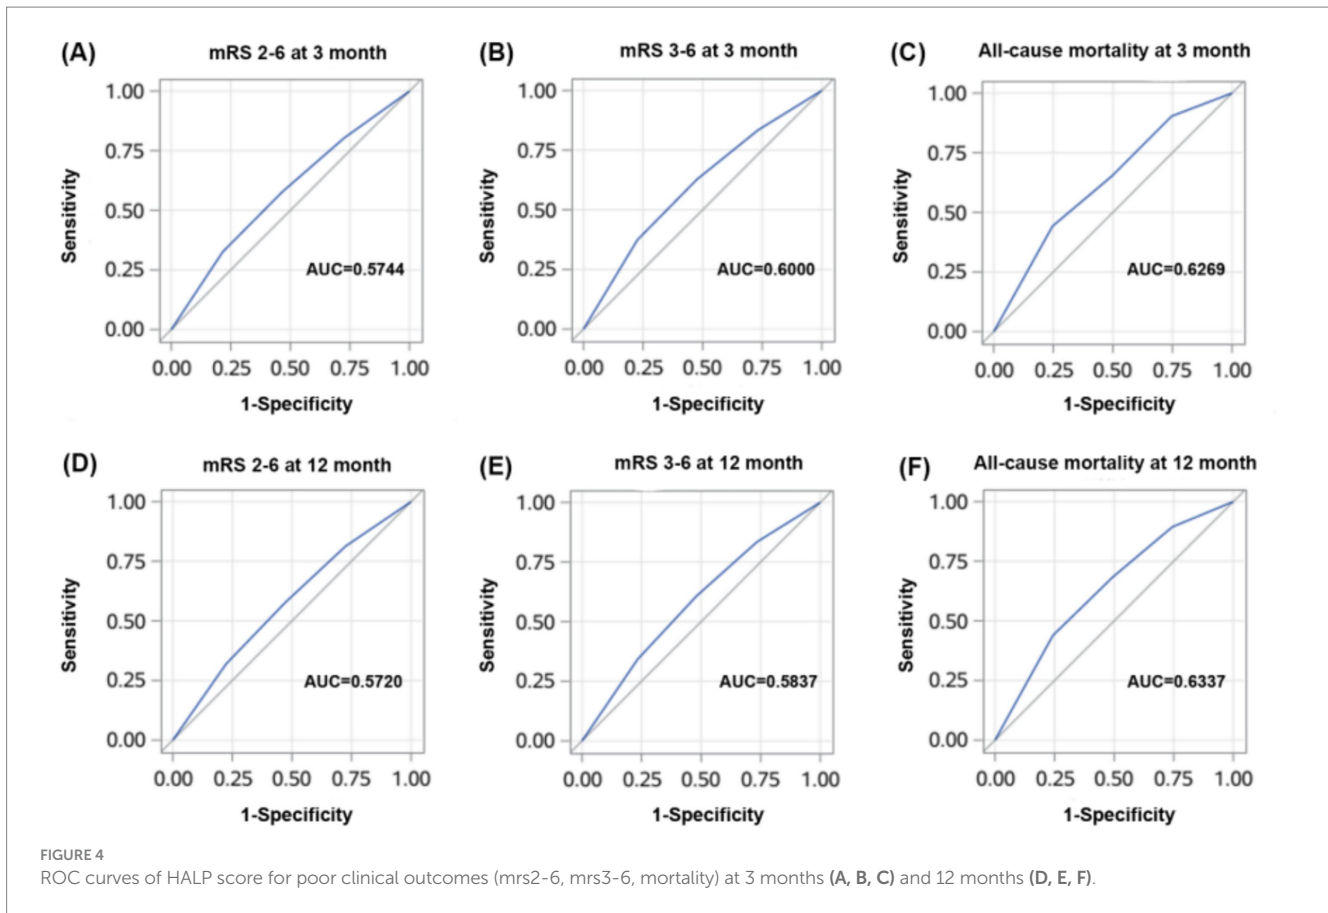 (A) mRS 2-6 at 3 month
1.00
0.75
0.50
0.25
0.00
Sensitivity
AUC=0.5744
0.00 0.25 0.50 0.75 1.00
1-Specificity
(B) mRS 3-6 at 3 month
1.00
0.75
0.50
0.25
0.00
Sensitivity
AUC=0.6000
0.00 0.25 0.50 0.75 1.00
1-Specificity
(C) All-cause mortality at 3 month
1.00
0.75
0.50
0.25
0.00
Sensitivity
AUC=0.6269
0.00 0.25 0.50 0.75 1.00
1-Specificity
(D) mRS 2-6 at 12 month
1.00
0.75
0.50
0.25
0.00
Sensitivity
AUC=0.5720
0.00 0.25 0.50 0.75 1.00
1-Specificity
(E) mRS 3-6 at 12 month
1.00
0.75
0.50
0.25
0.00
Sensitivity
AUC=0.5837
0.00 0.25 0.50 0.75 1.00
1-Specificity
(F) All-cause mortality at 12 month
1.00
0.75
0.50
0.25
0.00
Sensitivity
AUC=0.6337
0.00 0.25 0.50 0.75 1.00
1-Specificity
FIGURE 4
ROC curves of HALP score for poor clinical outcomes (mrs2-6, mrs3-6, mortality) at 3 months (A, B, C) and 12 months (D, E, F).